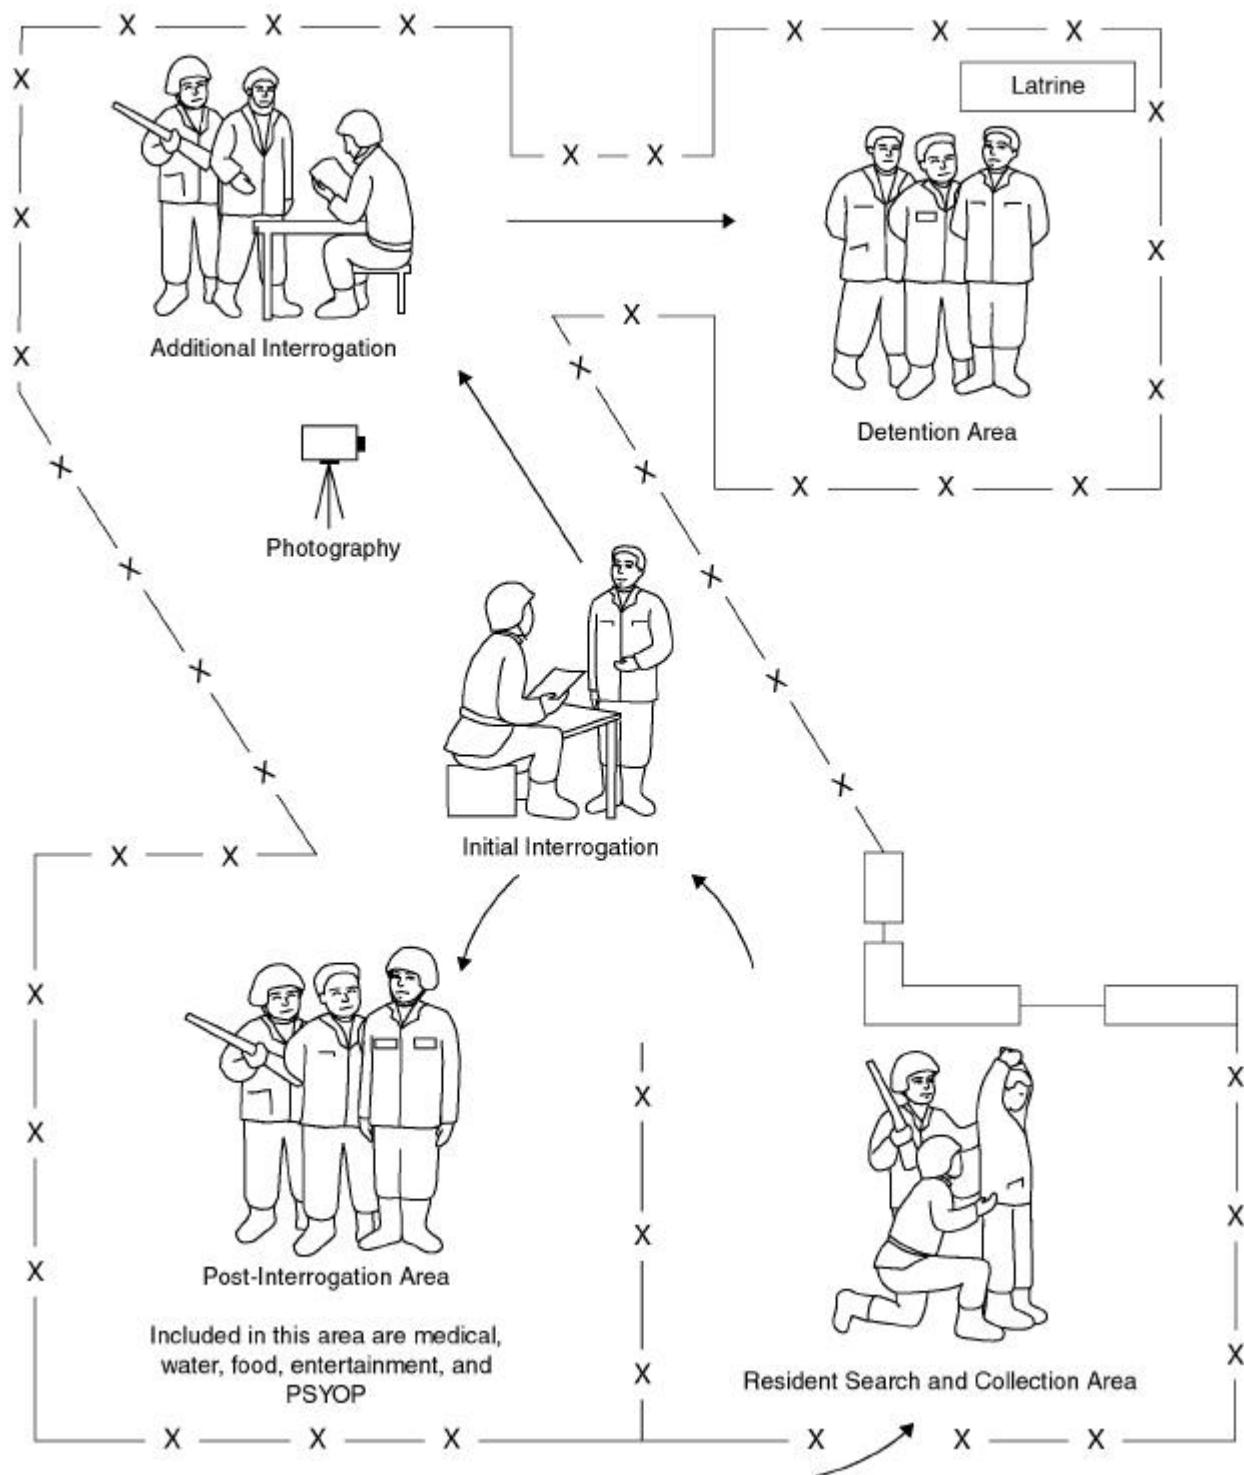 Latrine
Additional Interrogation
Detention Area
Photography
Initial Interrogation
Post-Interrogation Area
Included in this area are medical,
water, food, entertainment, and
PSYOP
Resident Search and Collection Area